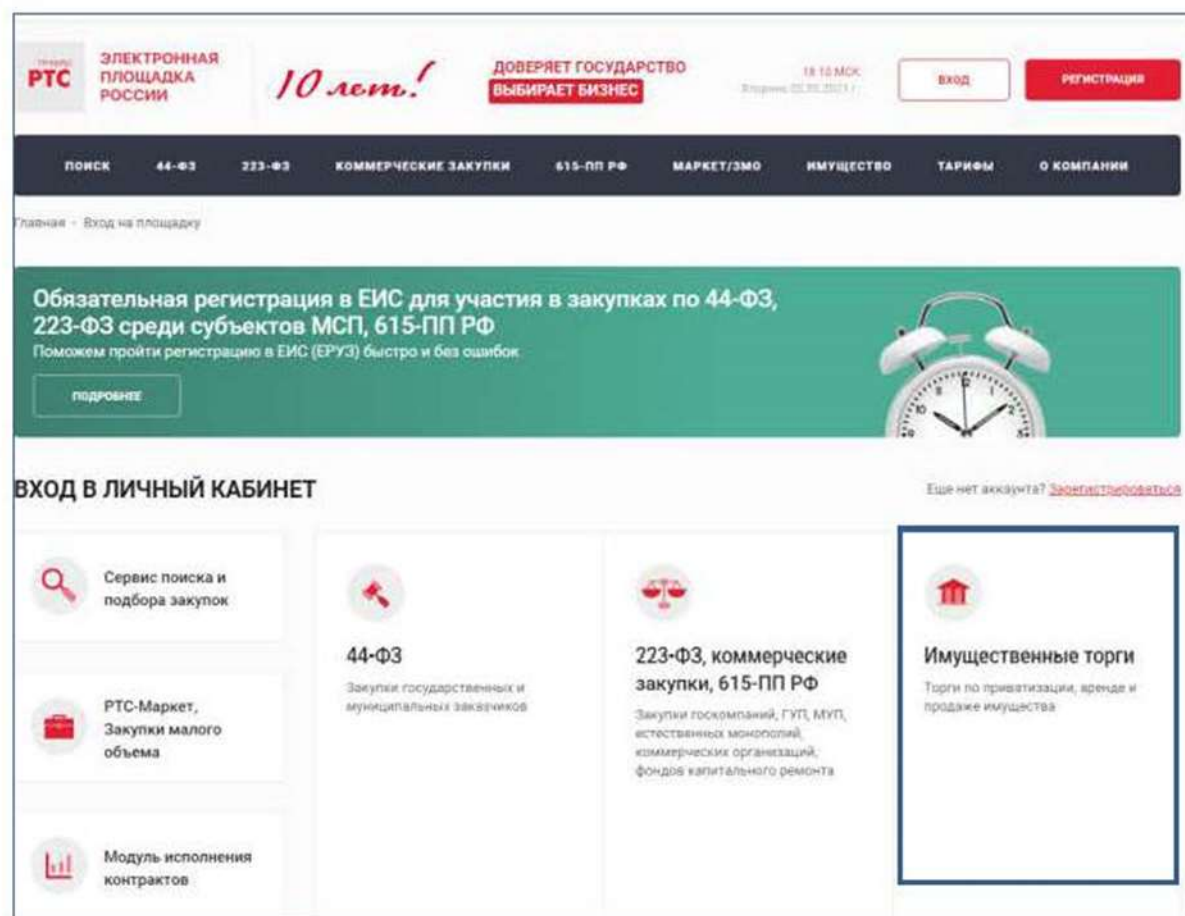 РТС
ЭЛЕКТРОННАЯ
ПЛОЩАДКА
РОССИИ
10 лет!
ДОВЕРЯЕТ ГОСУДАРСТВО
ВЫБИРАЕТ БИЗНЕС
МСК
ВХОД
РЕГИСТРАЦИЯ
ПОИСК 44-ФЗ 223-ФЗ КОММЕРЧЕСКИЕ ЗАКУПКИ 615-ПП РФ МАРКЕТ/ЗМО ИМУЩЕСТВО ТАРИФЫ О КОМПАНИИ
Главная - Вход на площадку
Обязательная регистрация в ЕИС для участия в закупках по 44-ФЗ,
223-ФЗ среди субъектов МСП, 615-ПП РФ
Поможем пройти регистрацию в ЕИС (ЕРУЗ) быстро и без ошибок
ПОДРОБНЕЕ
ВХОД В ЛИЧНЫЙ КАБИНЕТ
Еще нет аккаунта? Зарегистрироваться
Сервис поиска и
подбора закупок
РТС-Маркет,
Закупки малого
объема
Модуль исполнения
контрактов
44-ФЗ
Закупки государственных и
муниципальных заказчиков
223-ФЗ, коммерческие
закупки, 615-ПП РФ
Закупки госкомпаний, ГУП, МУП,
естественных монополий,
коммерческих организаций,
фондов капитального ремонта
Имущественные торги
Торги по приватизации, аренде и
продаже имущества